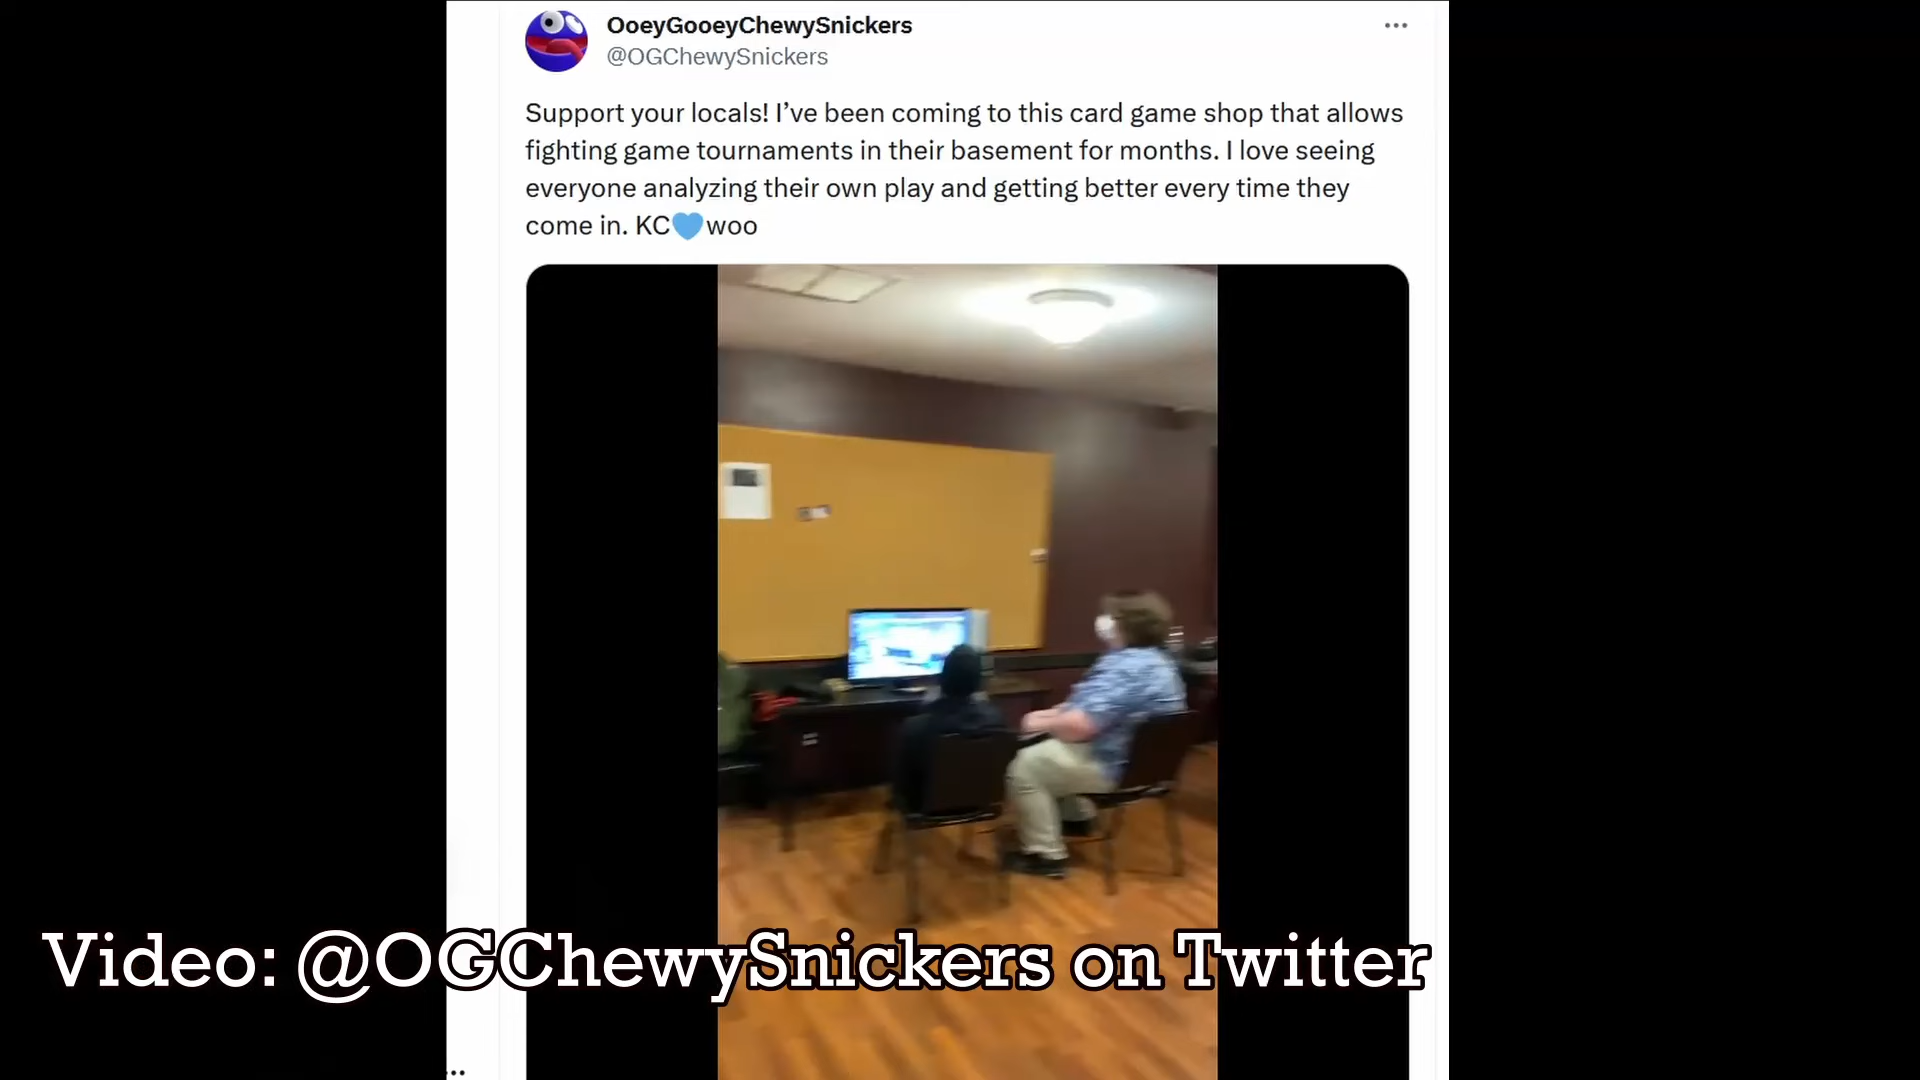 OoeyGooeyChewySnickers
@OGChewySnickers
Support your locals! I’ve been coming to this card game shop that allows
fighting game tournaments in their basement for months. I love seeing
everyone analyzing their own play and getting better every time they
come in. KC💙woo
Video: @OGChewySnickers on Twitter